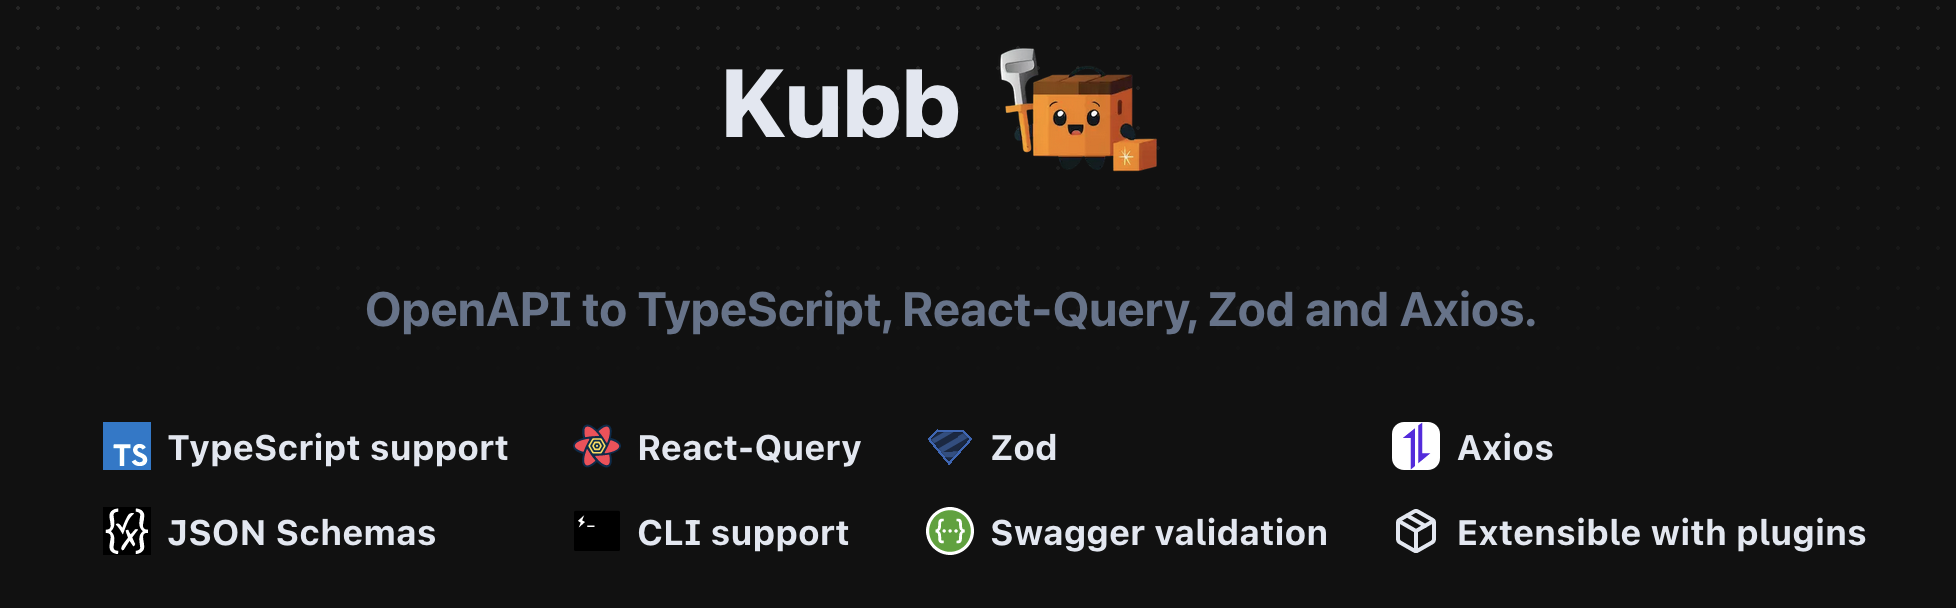 Kubb
OpenAPI to TypeScript, React-Query, Zod and Axios.
TS TypeScript support
React-Query
Zod
Axios
JSON Schemas
CLI support
Swagger validation
Extensible with plugins